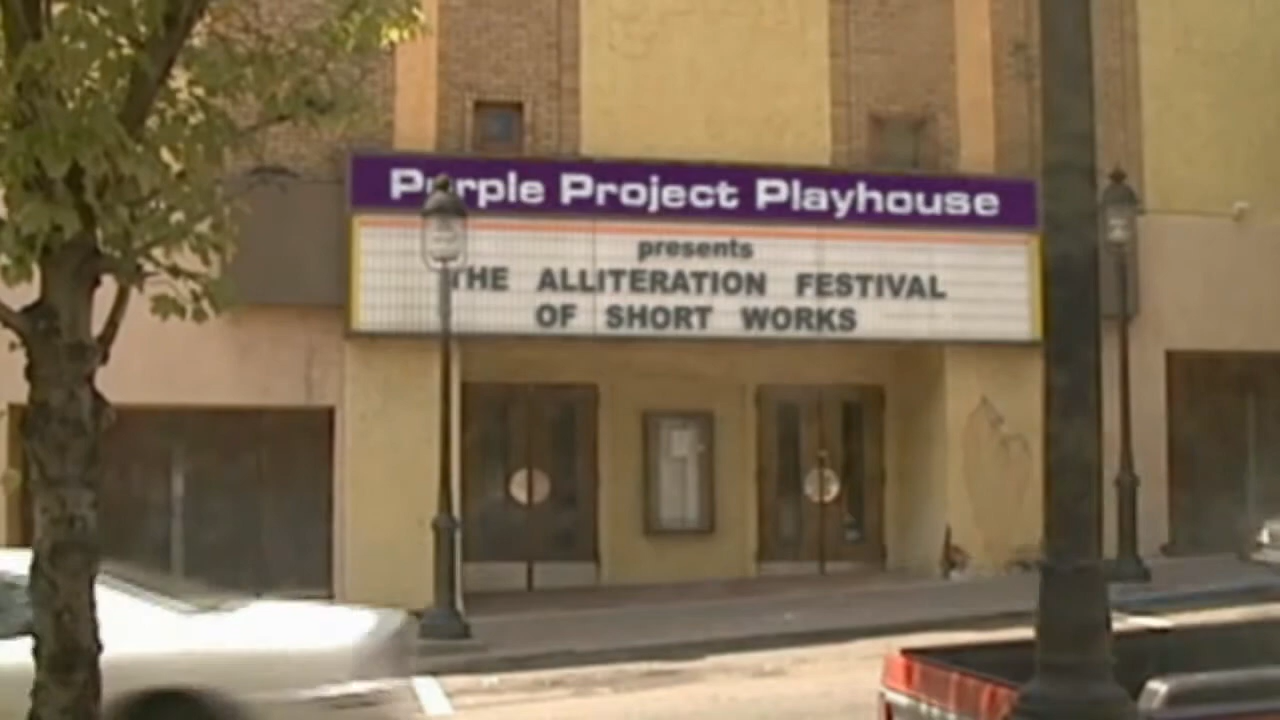 Purple Project Playhouse
presents
THE ALLITERATION FESTIVAL
OF SHORT WORKS